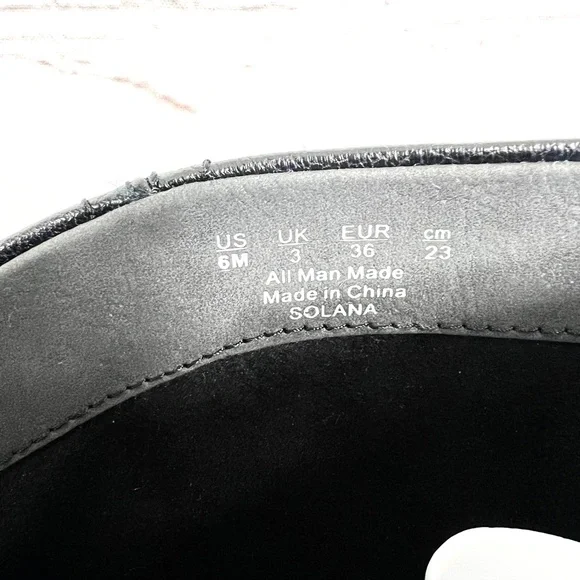 US UK EUR cm
6M 3 36 23
All Man Made
Made in China
SOLANA